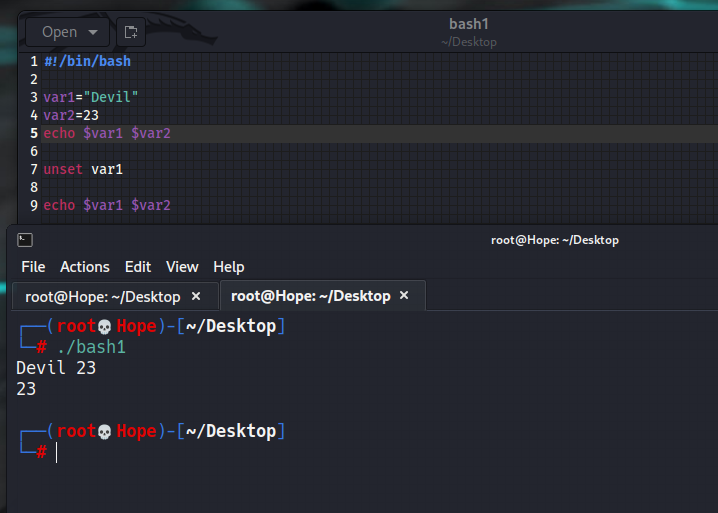 Open
bash1
~/Desktop
1 #!/bin/bash
2
3 var1="Devil"
4 var2=23
5 echo $var1 $var2
6
7 unset var1
8
9 echo $var1 $var2
root@Hope: ~/Desktop
File Actions Edit View Help
root@Hope: ~/Desktop × root@Hope: ~/Desktop ×
┌──(root💀Hope)-[~/Desktop]
└─# ./bash1
Devil 23
23
┌──(root💀Hope)-[~/Desktop]
└─#